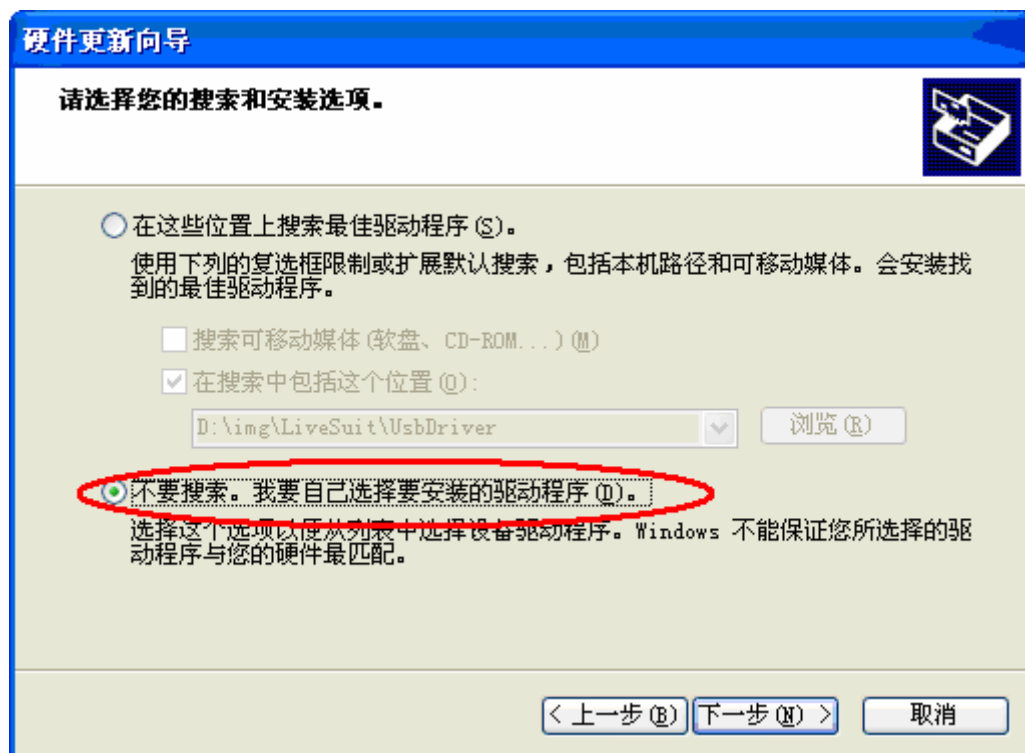 硬件更新向导
请选择您的搜索和安装选项。
在这些位置上搜索最佳驱动程序(S)。
使用下列的复选框限制或扩展默认搜索,包括本机路径和可移动媒体。会安装找
到的最佳驱动程序。
搜索可移动媒体(软盘、CD-ROM...)(M)
在搜索中包括这个位置(O):
D:\img\LiveSuit\UsbDriver
浏览(R)
不要搜索。我要自己选择要安装的驱动程序(D)。
选择这个选项以便从列表中选择设备驱动程序。Windows 不能保证您所选择的驱
动程序与您的硬件最匹配。
< 上一步(B)
下一步(N) >
取消